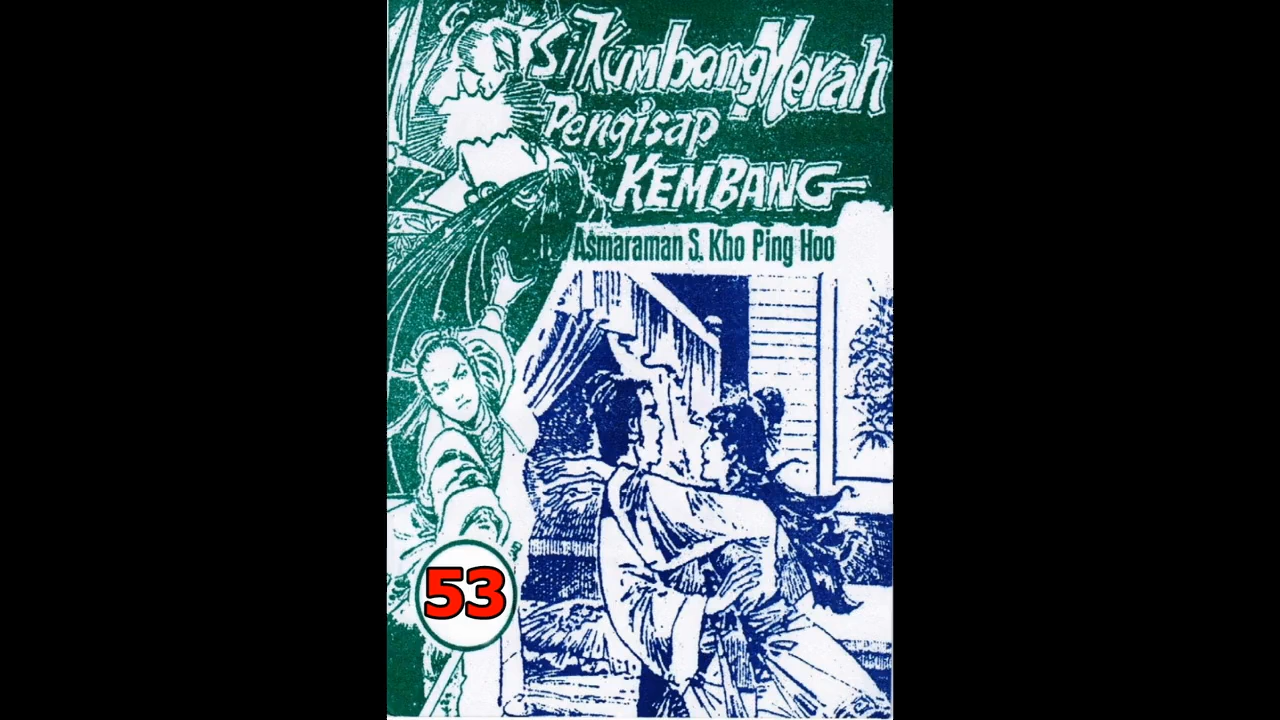 Si Kumbang Merah
Pengisap
KEMBANG
Asmaraman S. Kho Ping Hoo
53